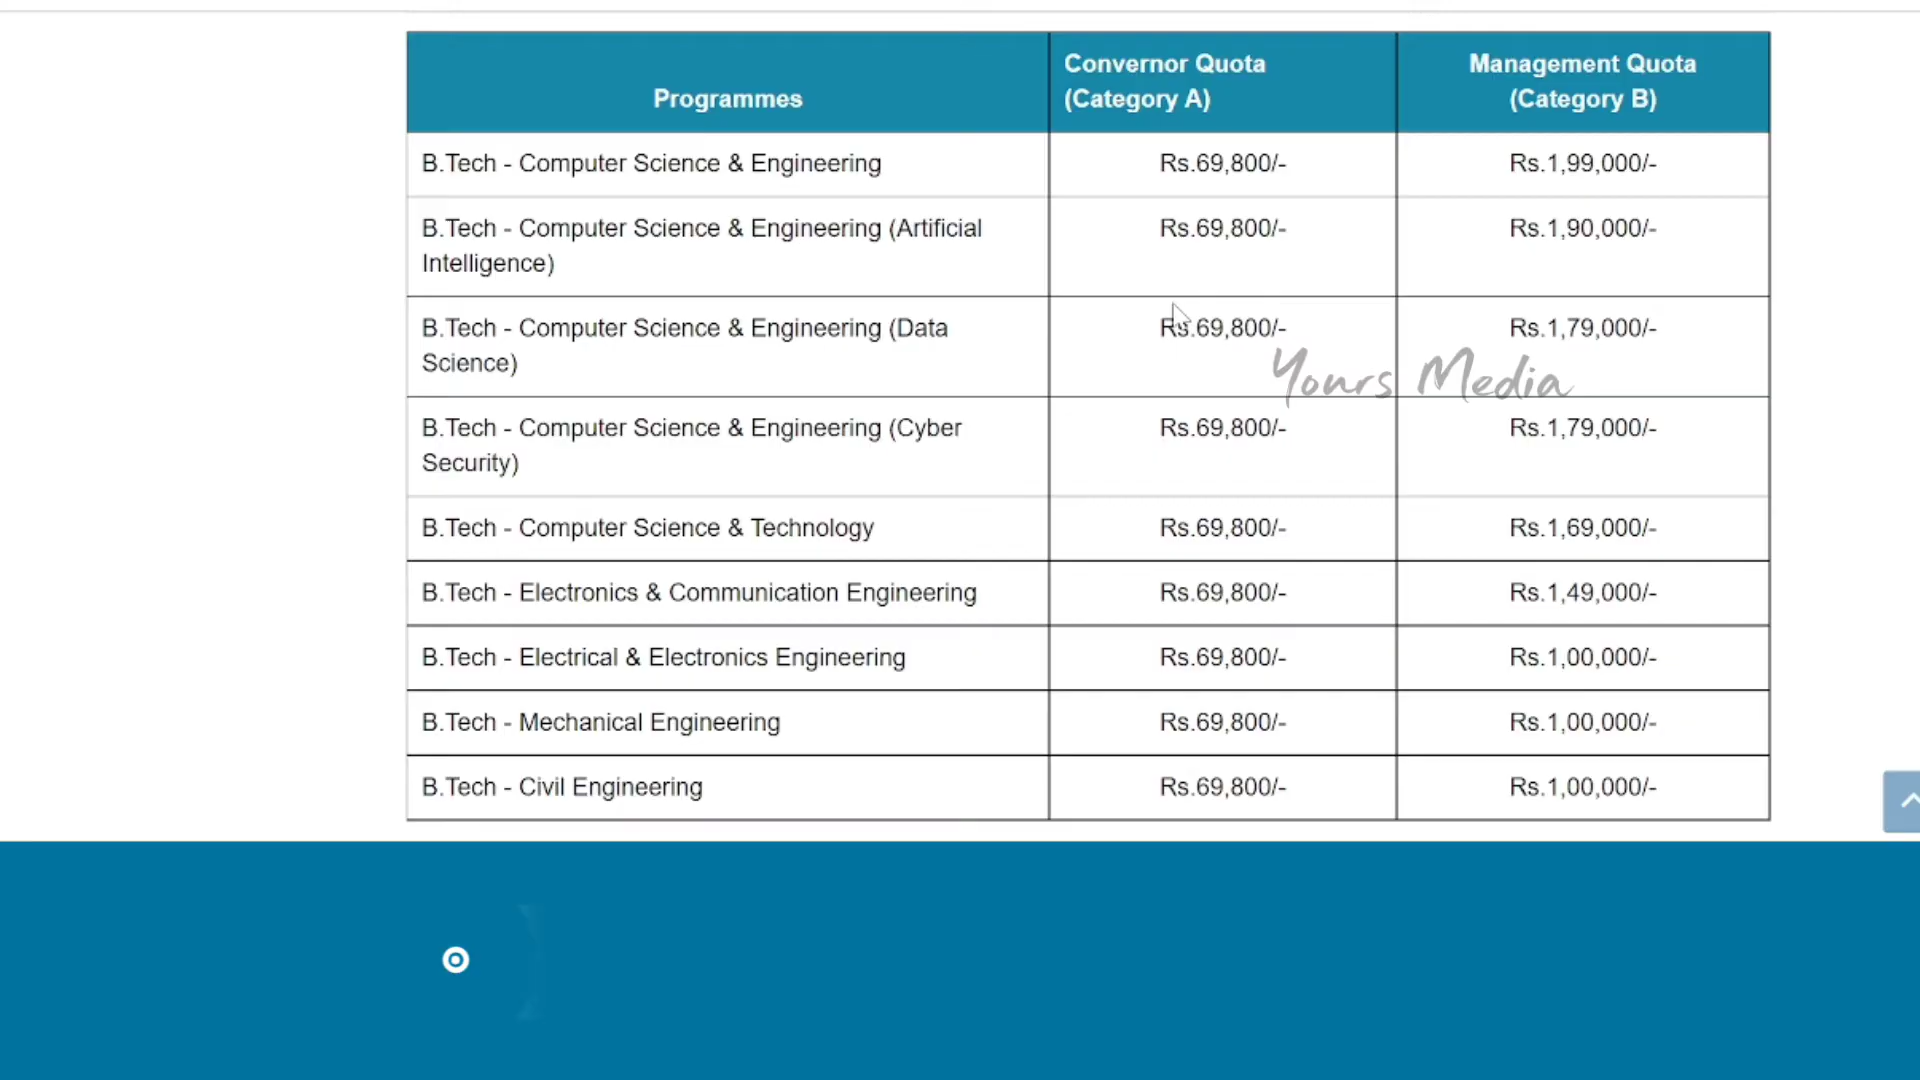 Programmes
Convernor Quota
(Category A)
Management Quota
(Category B)
B.Tech - Computer Science & Engineering
Rs.69,800/-
Rs.1,99,000/-
B.Tech - Computer Science & Engineering (Artificial
Intelligence)
Rs.69,800/-
Rs.1,90,000/-
B.Tech - Computer Science & Engineering (Data
Science)
Rs.69,800/-
Rs.1,79,000/-
Yours Media
B.Tech - Computer Science & Engineering (Cyber
Security)
Rs.69,800/-
Rs.1,79,000/-
B.Tech - Computer Science & Technology
Rs.69,800/-
Rs.1,69,000/-
B.Tech - Electronics & Communication Engineering
Rs.69,800/-
Rs.1,49,000/-
B.Tech - Electrical & Electronics Engineering
Rs.69,800/-
Rs.1,00,000/-
B.Tech - Mechanical Engineering
Rs.69,800/-
Rs.1,00,000/-
B.Tech - Civil Engineering
Rs.69,800/-
Rs.1,00,000/-